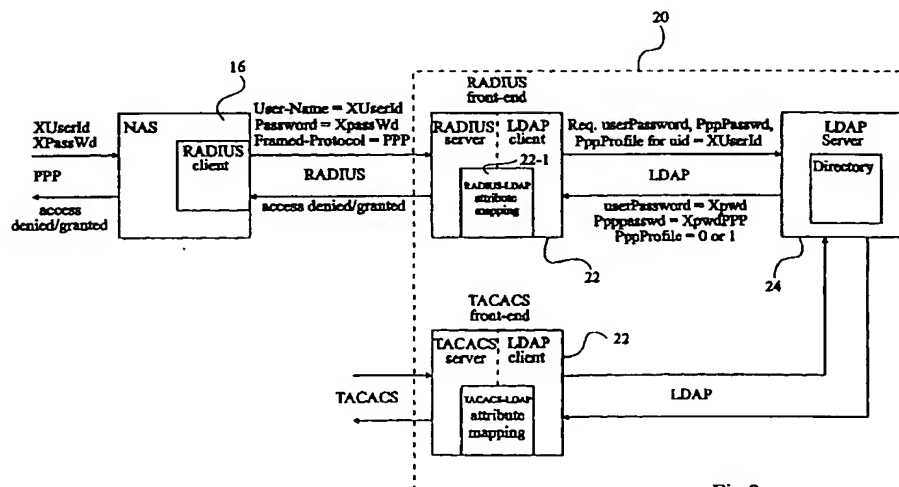 20
16
RADIUS
front-end
XUserId
XPassWd
PPP
access
denied/granted
NAS
RADIUS
client
User-Name = XUserId
Password = XpassWd
Framed-Protocol = PPP
RADIUS
access denied/granted
RADIUS
server
LDAP
client
22-1
RADIUS-LDAP
attribute
mapping
22
Req. userPassword, PppPasswd,
PppProfile for uid = XUserId
LDAP
userPassword = Xpwd
Ppppasswd = XpwdPPP
PppProfile = 0 or 1
LDAP
Server
Directory
24
TACACS
front-end
TACACS
server
LDAP
client
22
TACACS-LDAP
attribute
mapping
TACACS
LDAP